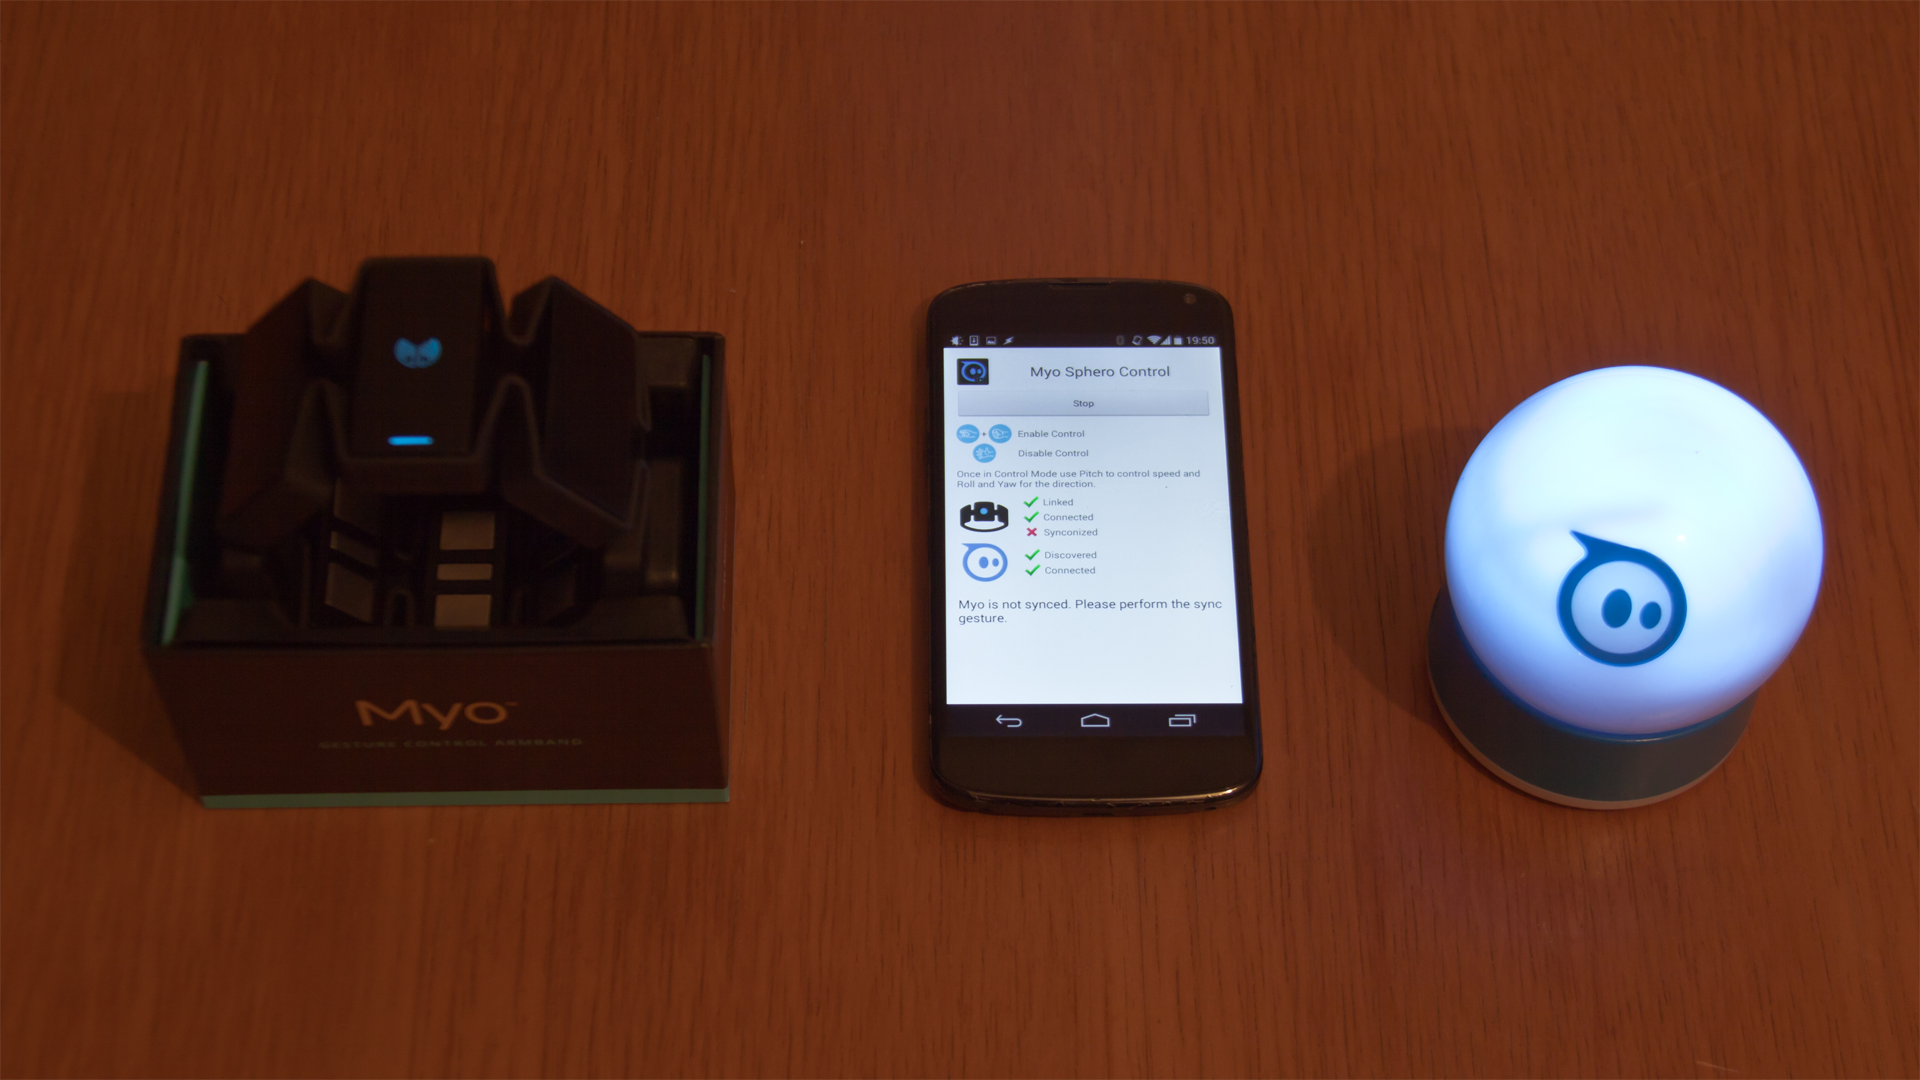 Myo™
GESTURE CONTROL ARMBAND
19:50
Myo Sphero Control
Stop
+ Enable Control
Disable Control
Once in Control Mode use Pitch to control speed and
Roll and Yaw for the direction.
Linked
Connected
Synconized
Discovered
Connected
Myo is not synced. Please perform the sync
gesture.